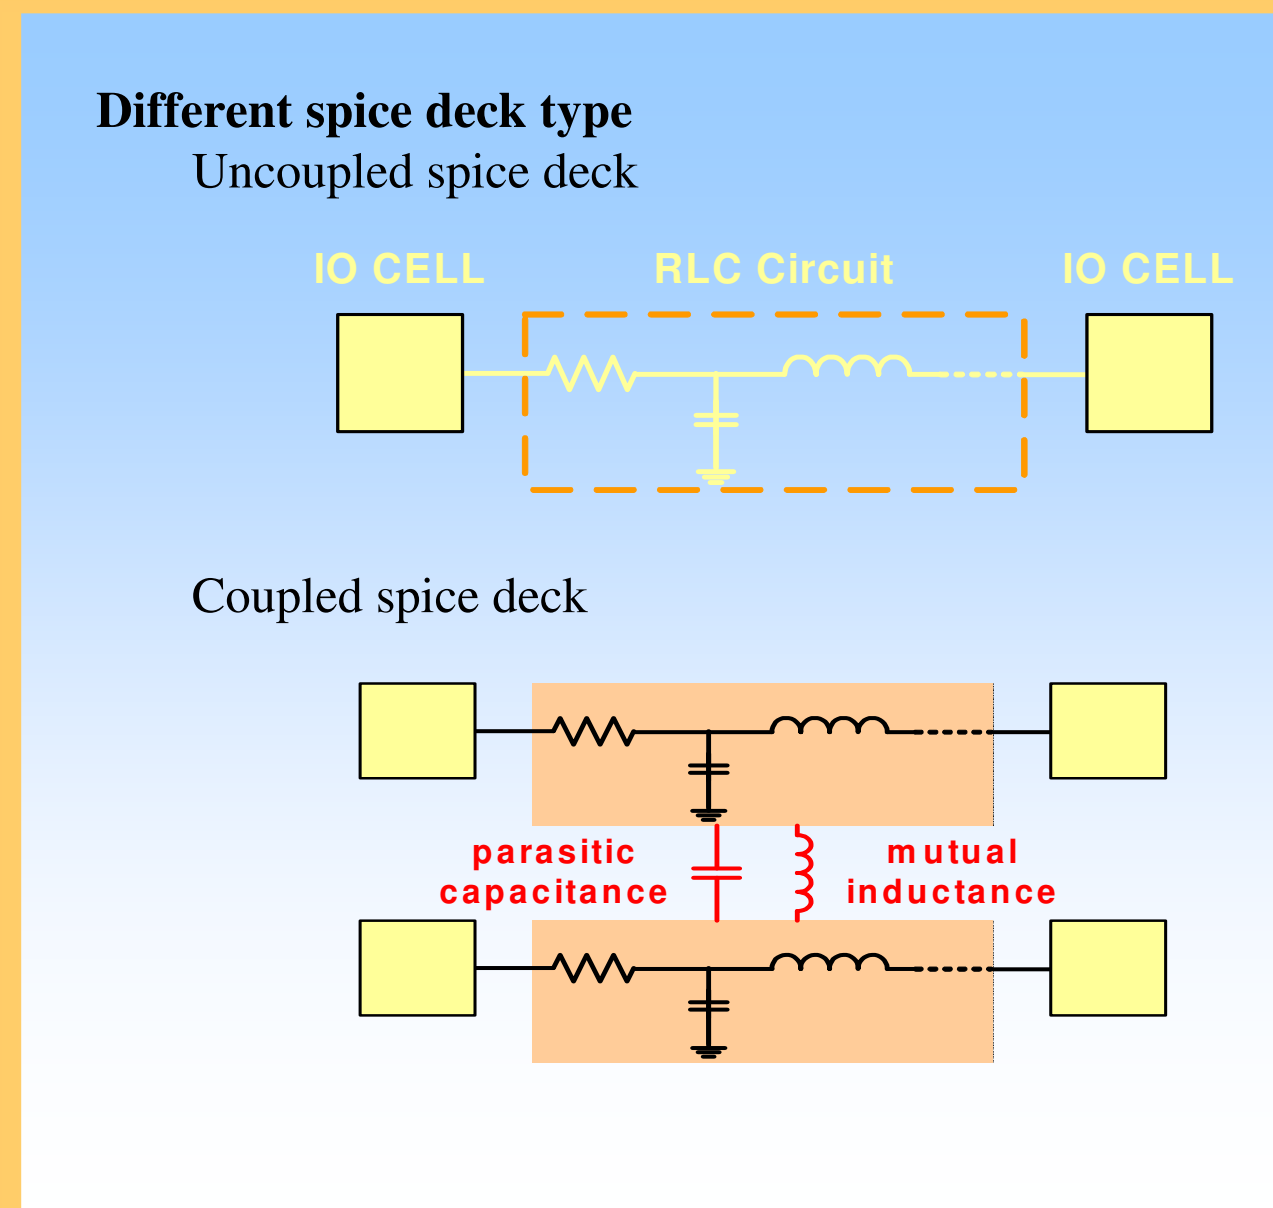 Different spice deck type
Uncoupled spice deck
IO CELL RLC Circuit IO CELL
Coupled spice deck
parasitic
capacitance
mutual
inductance